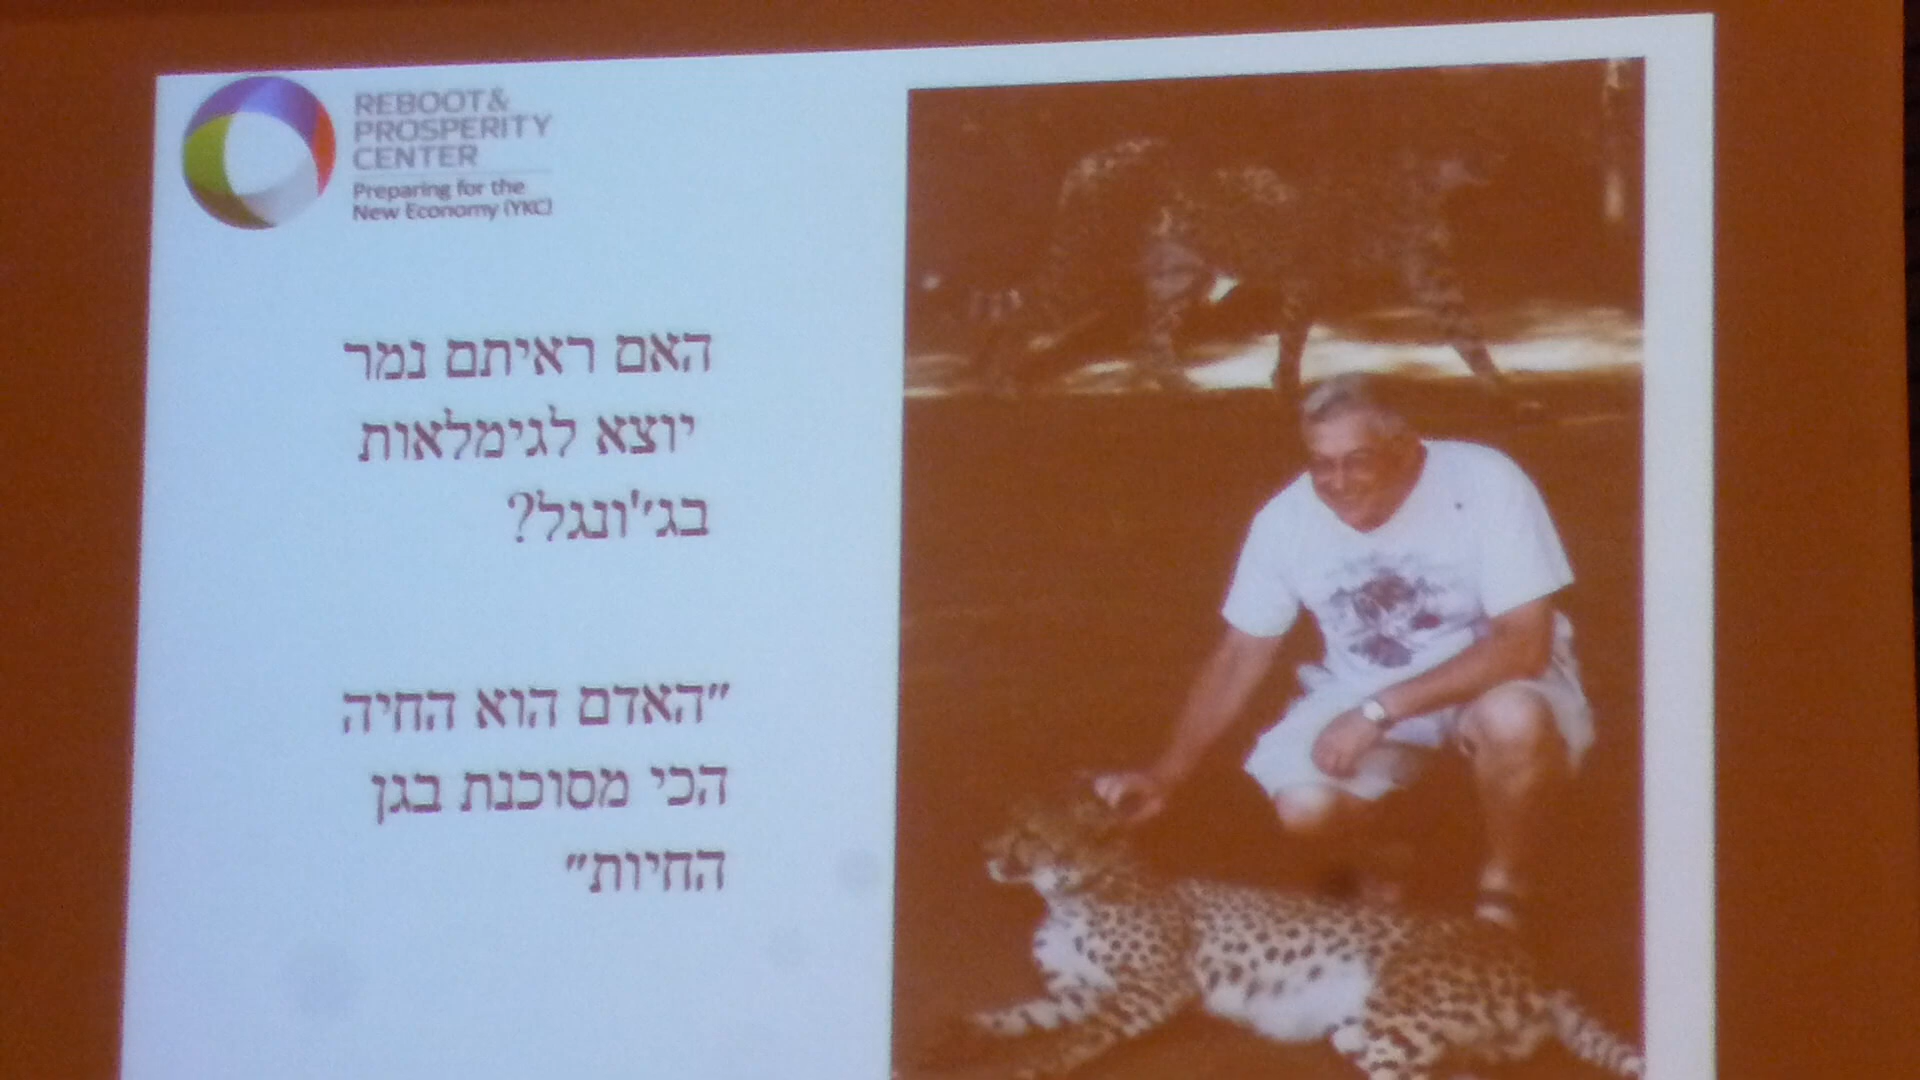 REBOOT&
PROSPERITY
CENTER
Preparing for the
New Economy (YKC)
האם ראיתם נמר
יוצא לגימלאות
בג'ונגל?
"האדם הוא החיה
הכי מסוכנת בגן
החיות"